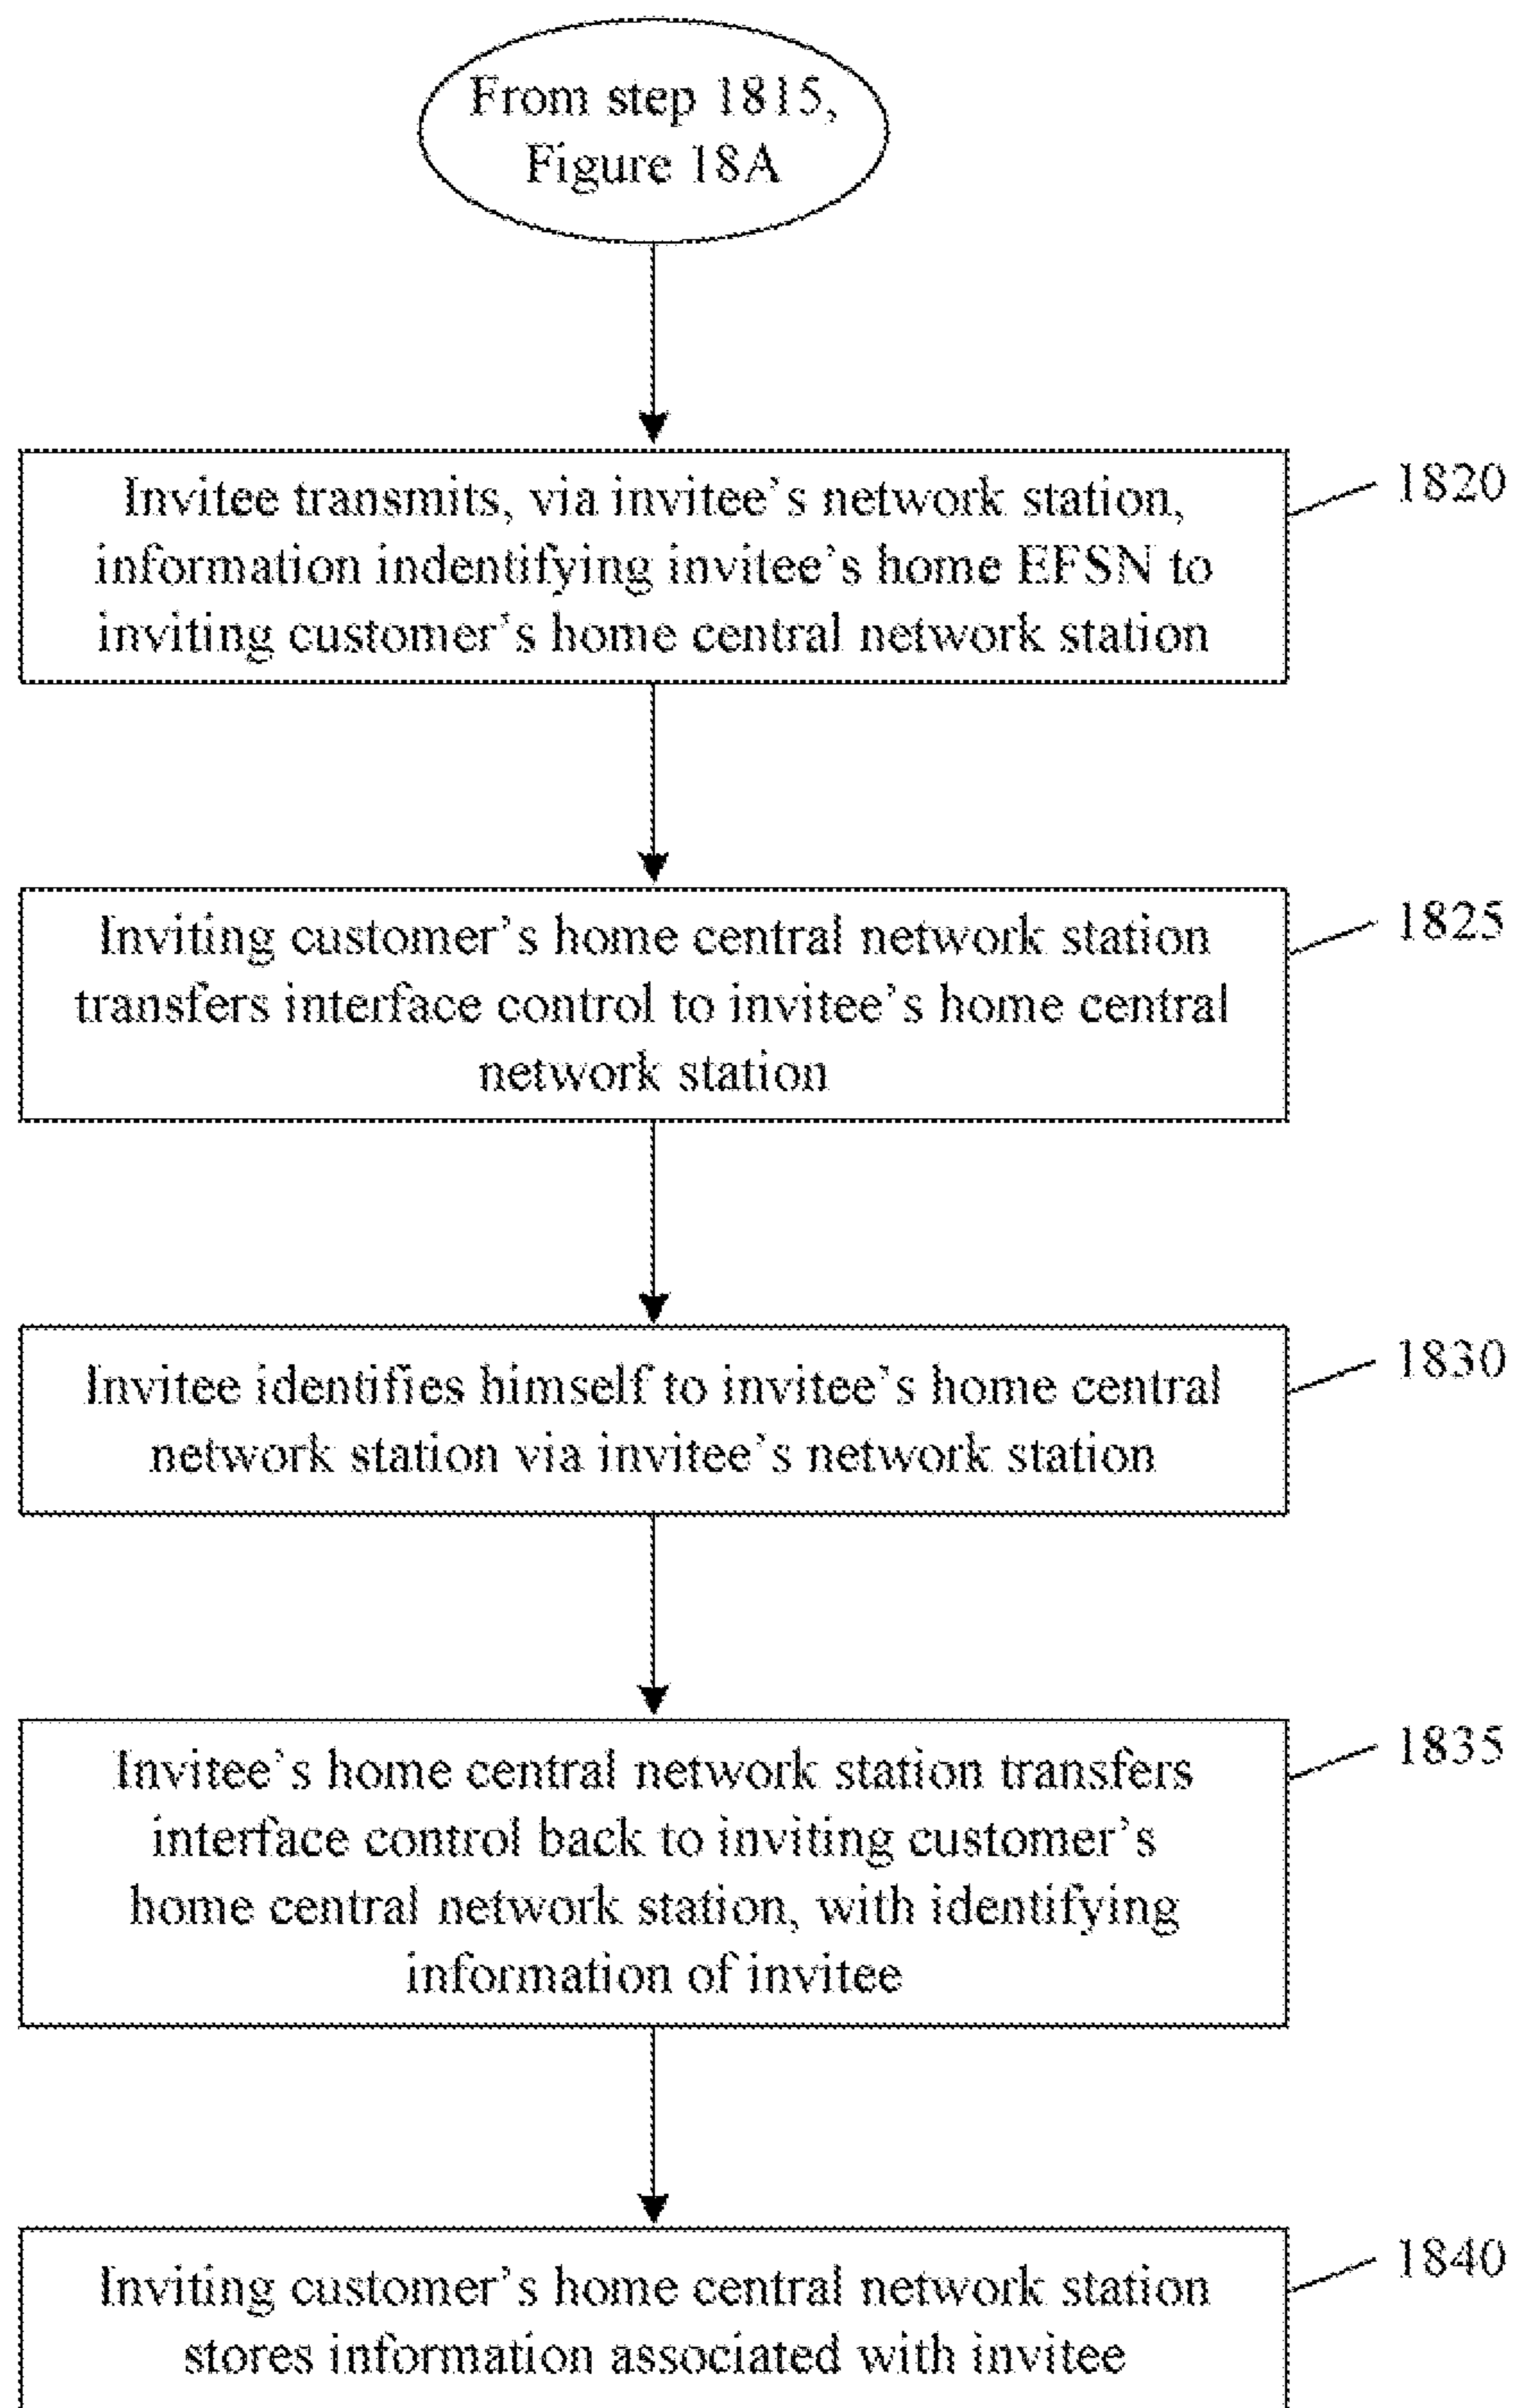 From step 1815,
Figure 18A
Invitee transmits, via invitee's network station,
information indentifying invitee's home EFSN to
inviting customer's home central network station
1820
Inviting customer's home central network station
transfers interface control to invitee's home central
network station
1825
Invitee identifies himself to invitee's home central
network station via invitee's network station
1830
Invitee's home central network station transfers
interface control back to inviting customer's
home central network station, with identifying
information of invitee
1835
Inviting customer's home central network station
stores information associated with invitee
1840